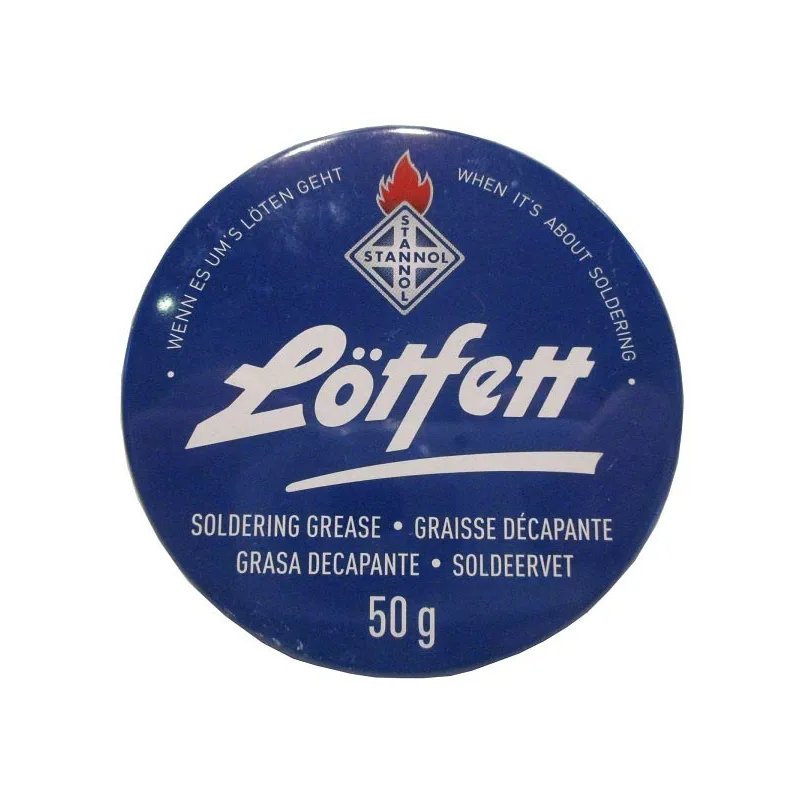 WENN ES UM'S LÖTEN GEHT
WHEN IT'S ABOUT SOLDERING
STANNOL
STANNOL
Lötfett
SOLDERING GREASE • GRAISSE DÉCAPANTE
GRASA DECAPANTE • SOLDEERVET
50 g